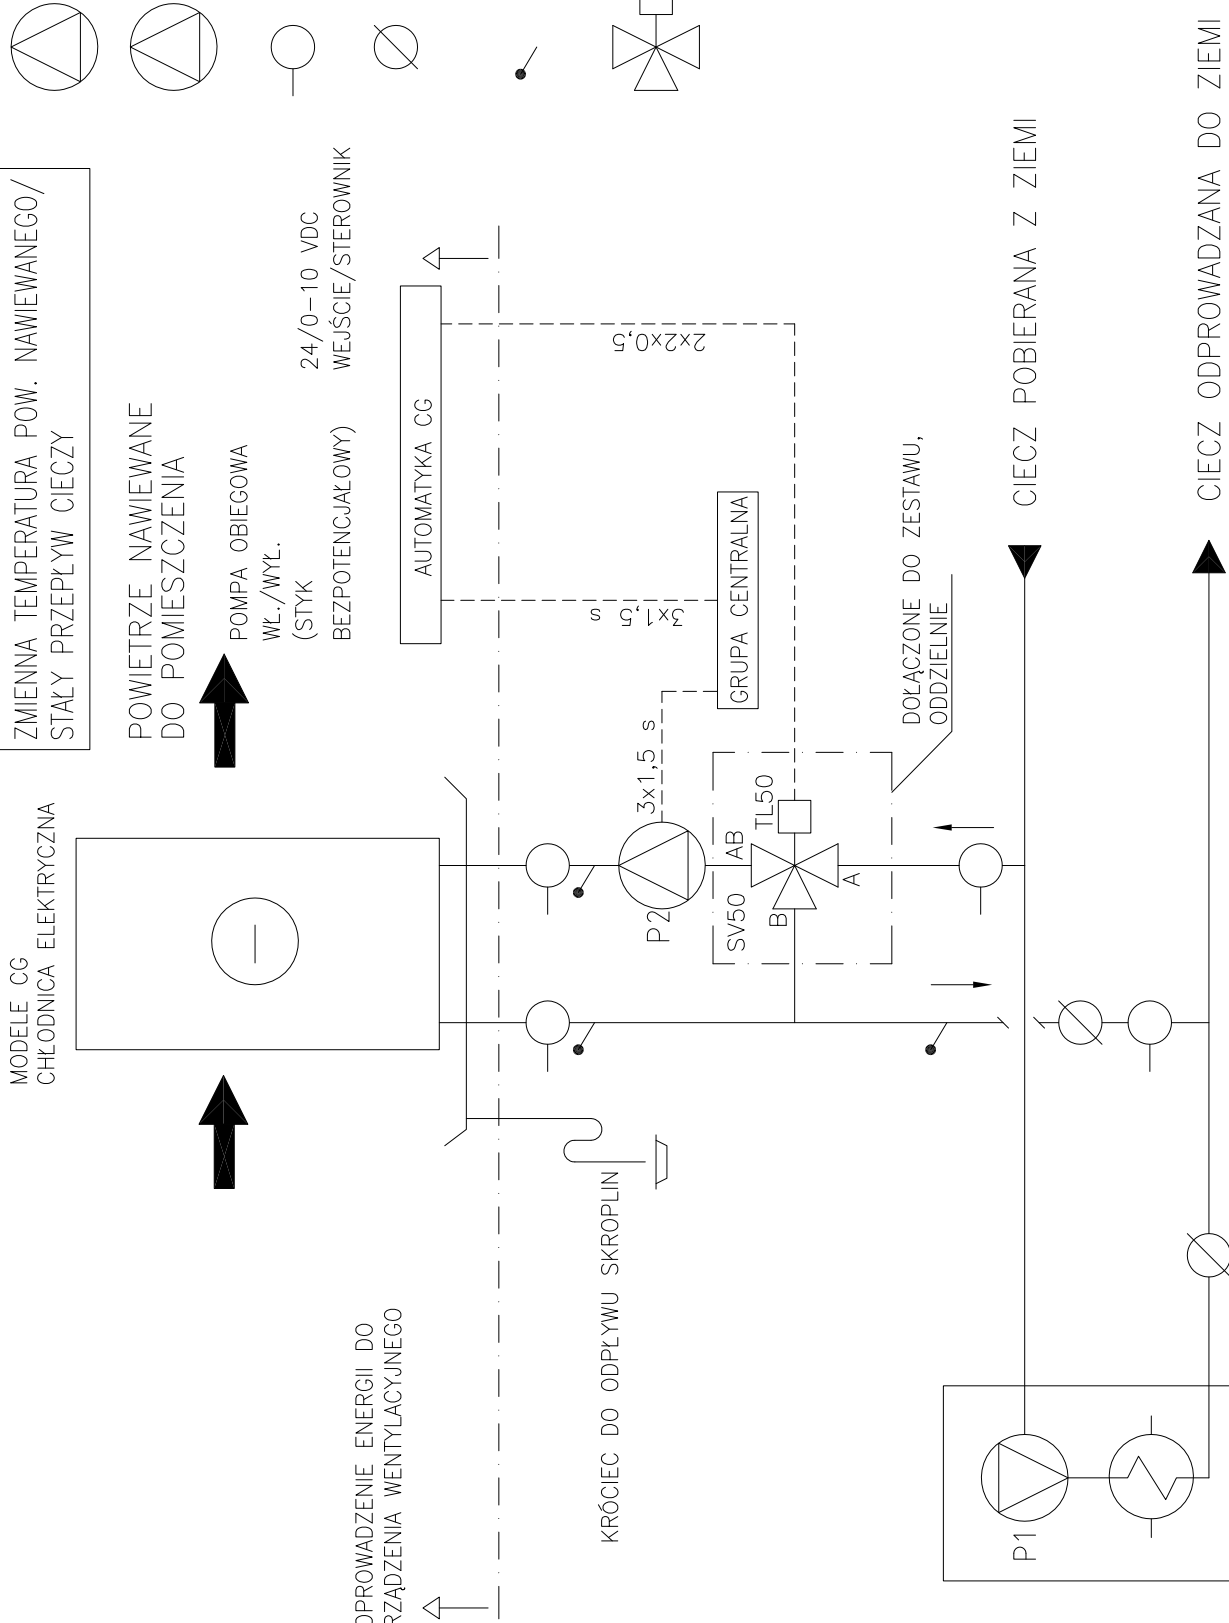 MODELE CG
CHŁODNICA ELEKTRYCZNA
ZMIENNA TEMPERATURA POW. NAWIEWANEGO/
STAŁY PRZEPŁYW CIECZY
POWIETRZE NAWIEWANE
DO POMIESZCZENIA
POMPA OBIEGOWA
WŁ./WYŁ.
(STYK
BEZPOTENCJAŁOWY)
24/0-10 VDC
WEJŚCIE/STEROWNIK
AUTOMATYKA CG
2x2x0,5
3x1,5 s
GRUPA CENTRALNA
3x1,5 s
P2
SV50
AB
TL50
B
A
DOŁĄCZONE DO ZESTAWU,
ODDZIELNIE
OPROWADZENIE ENERGII DO
RZĄDZENIA WENTYLACYJNEGO
KRÓCIEC DO ODPŁYWU SKROPLIN
P1
CIECZ POBIERANA Z ZIEMI
CIECZ ODPROWADZANA DO ZIEMI